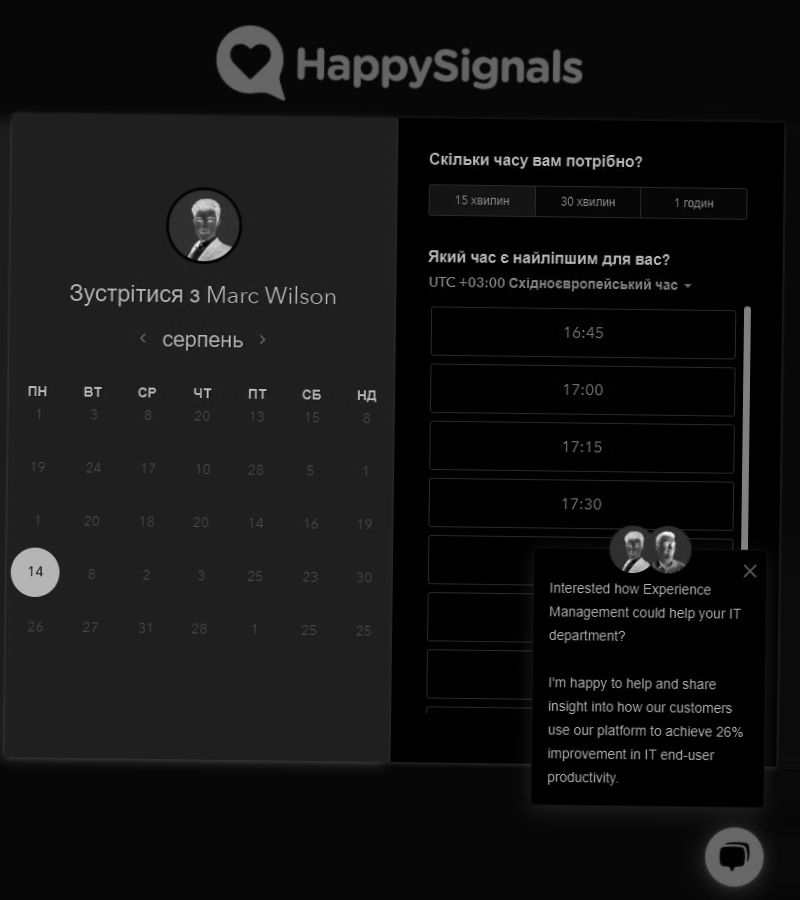 HappySignals
Зустрітися з Marc Wilson
серпень
ПН ВТ СР ЧТ ПТ СБ НД
1 3 8 20 13 15 8
19 24 17 10 28 5 1
1 20 18 20 14 16 19
14 8 2 3 25 23 30
26 27 31 28 1 25 25
Скільки часу вам потрібно?
15 хвилин 30 хвилин 1 годин
Який час є найліпшим для вас?
UTC +03:00 Східноєвропейський час
16:45
17:00
17:15
17:30
Interested how Experience
Management could help your IT
department?
I'm happy to help and share
insight into how our customers
use our platform to achieve 26%
improvement in IT end-user
productivity.